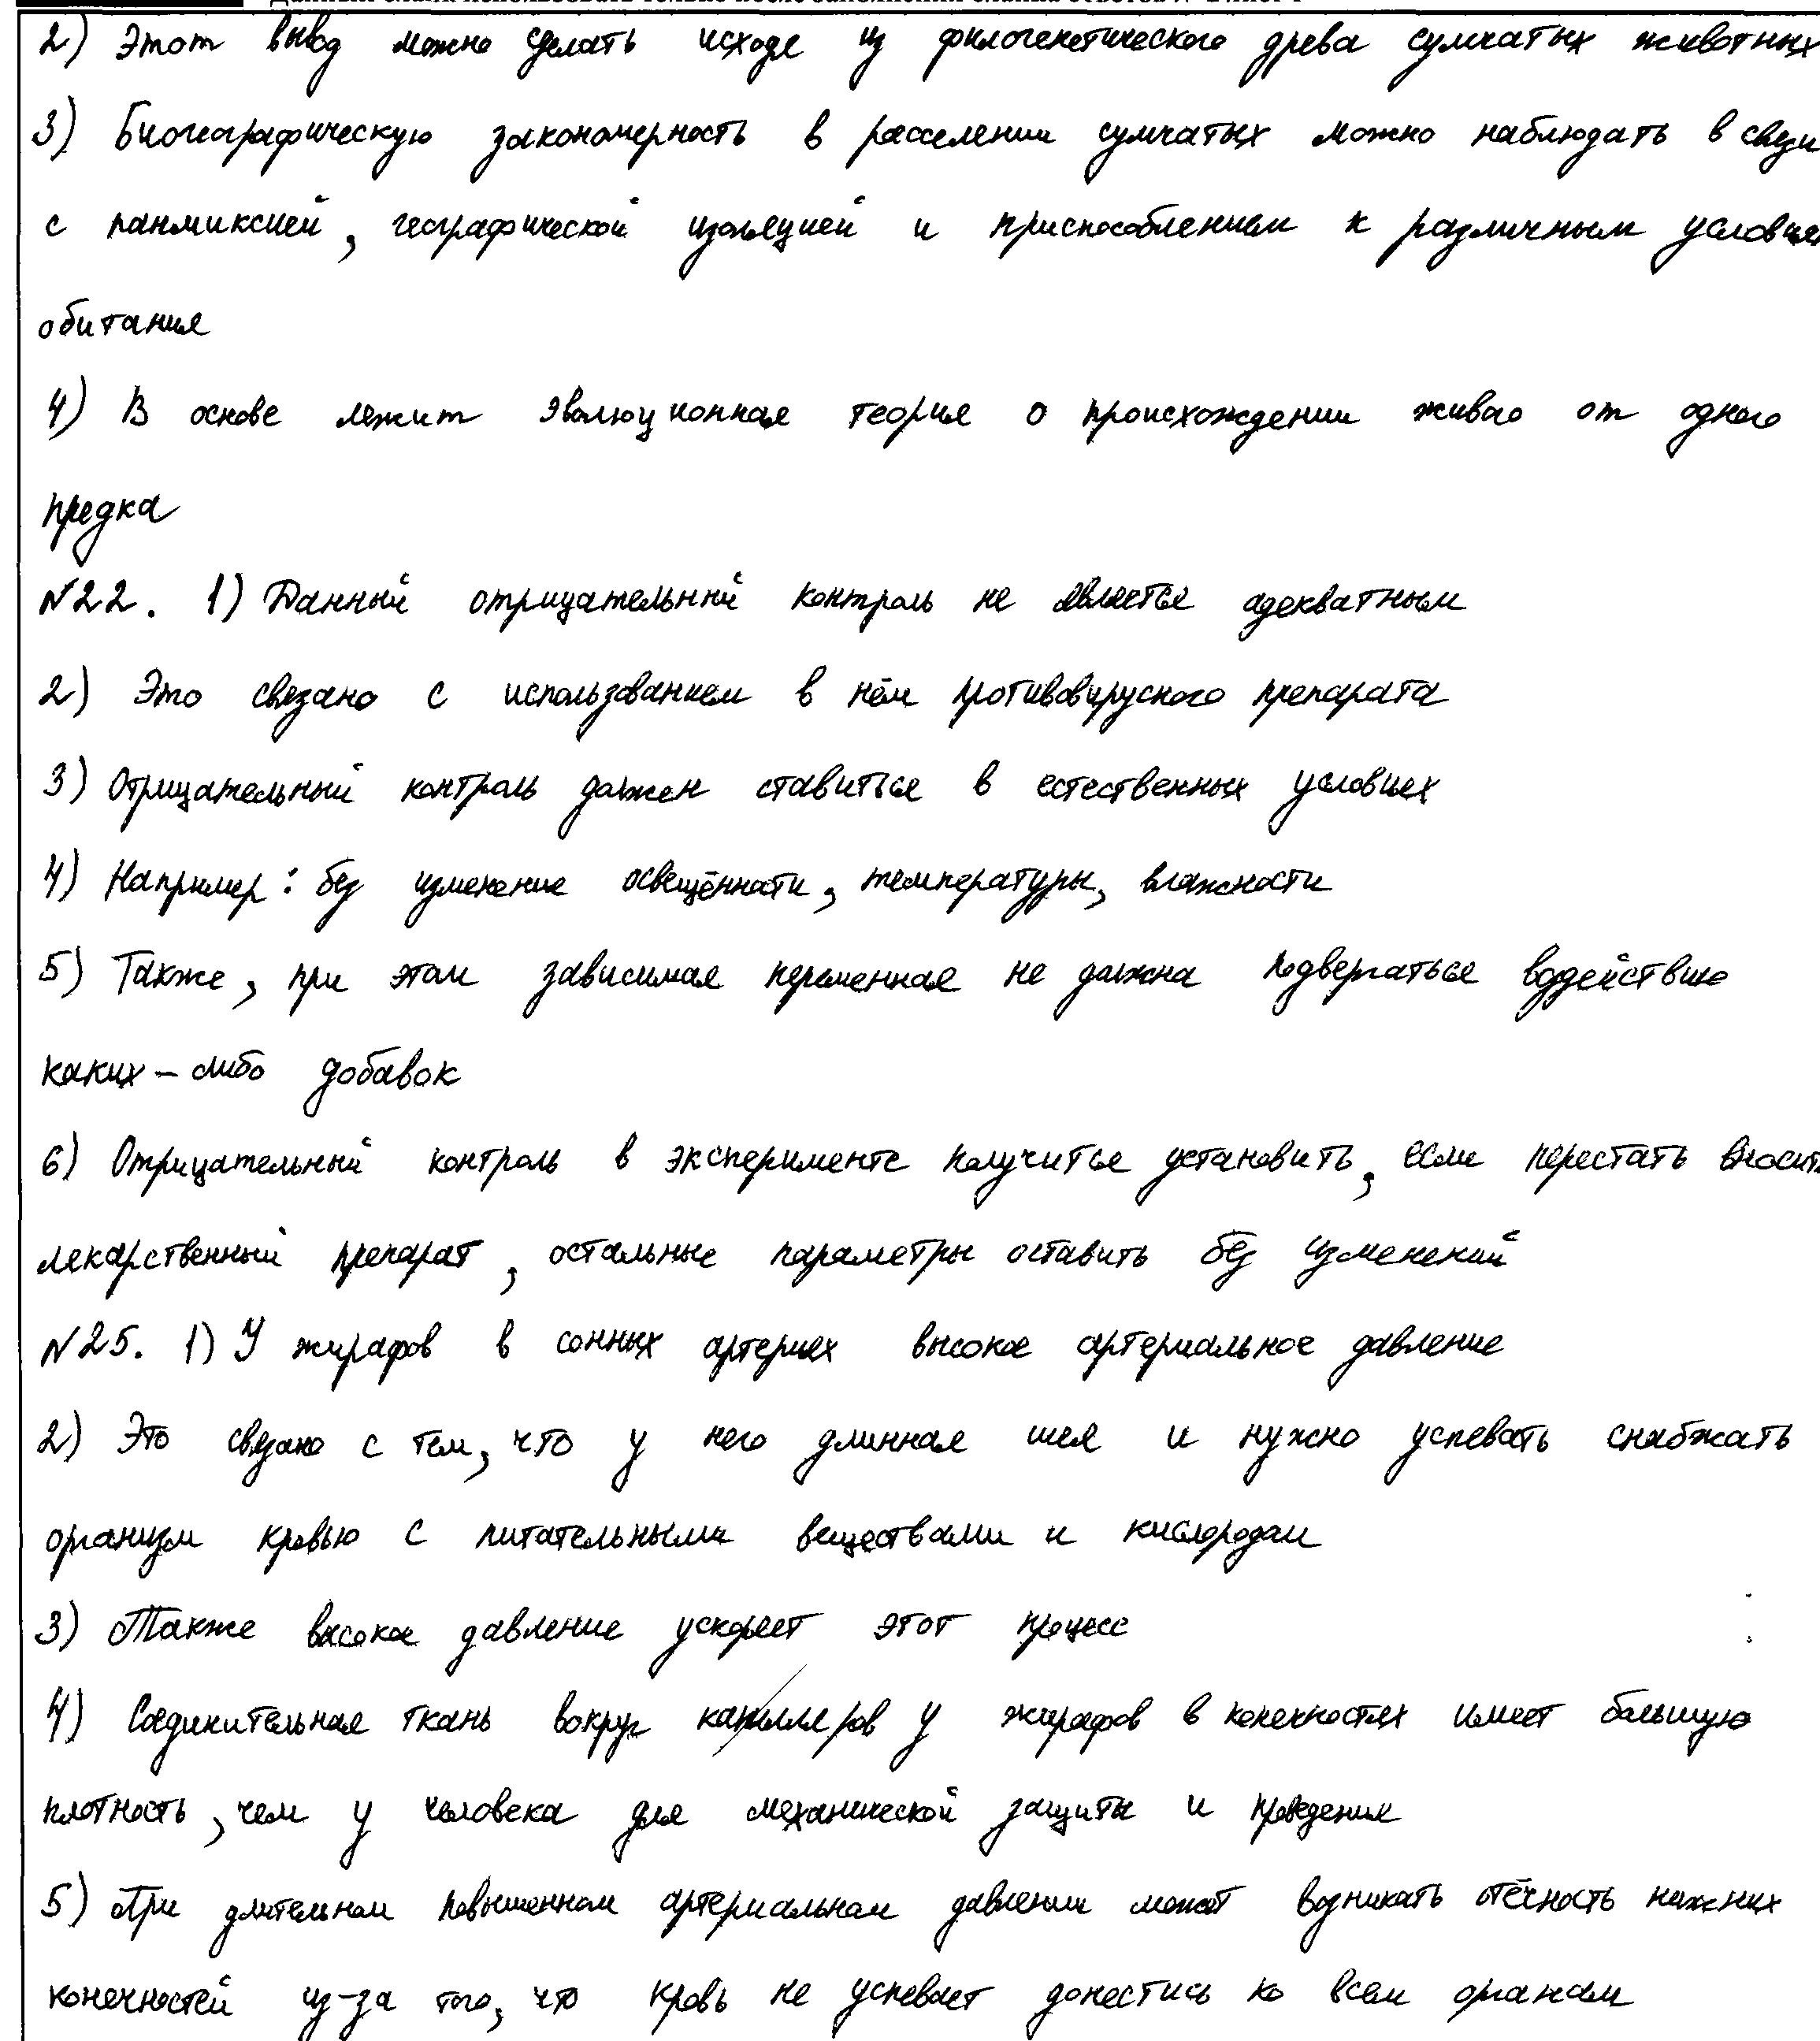 2) Этот вывод можно сделать исходя из филогенетического древа сумчатых животных
3) Биогеографическую закономерность в расселении сумчатых можно наблюдать в связи
с панмиксией, географической изоляцией и приспособлением к различным условиям
обитания
4) В основе лежит эволюционная теория о происхождении живого от одного
предка
№22. 1) Данный отрицательный контроль не является адекватным
2) Это связано с использованием в нём противовирусного препарата
3) Отрицательный контроль должен ставиться в естественных условиях
4) Например: без изменение освещённости, температуры, влажности
5) Также, при этом зависимая переменная не должна подвергаться воздействию
каких-либо добавок
6) Отрицательный контроль в эксперименте получиться установить, если перестать вносить
лекарственный препарат, остальные параметры оставить без изменений
№25. 1) У жирафов в сонных артериях высокое артериальное давление
2) Это связано с тем, что у него длинная шея и нужно успевать снабжать
организм кровью с питательными веществами и кислородом
3) Также высокое давление ускоряет этот процесс
4) Соединительная ткань вокруг капилляров у жирафов в конечностях имеет большую
плотность, чем у человека для механической защиты и проведения
5) При длительном повышенном артериальном давлении может возникать отёчность нижних
конечностей из-за того, что кровь не успевает донестись ко всем органам